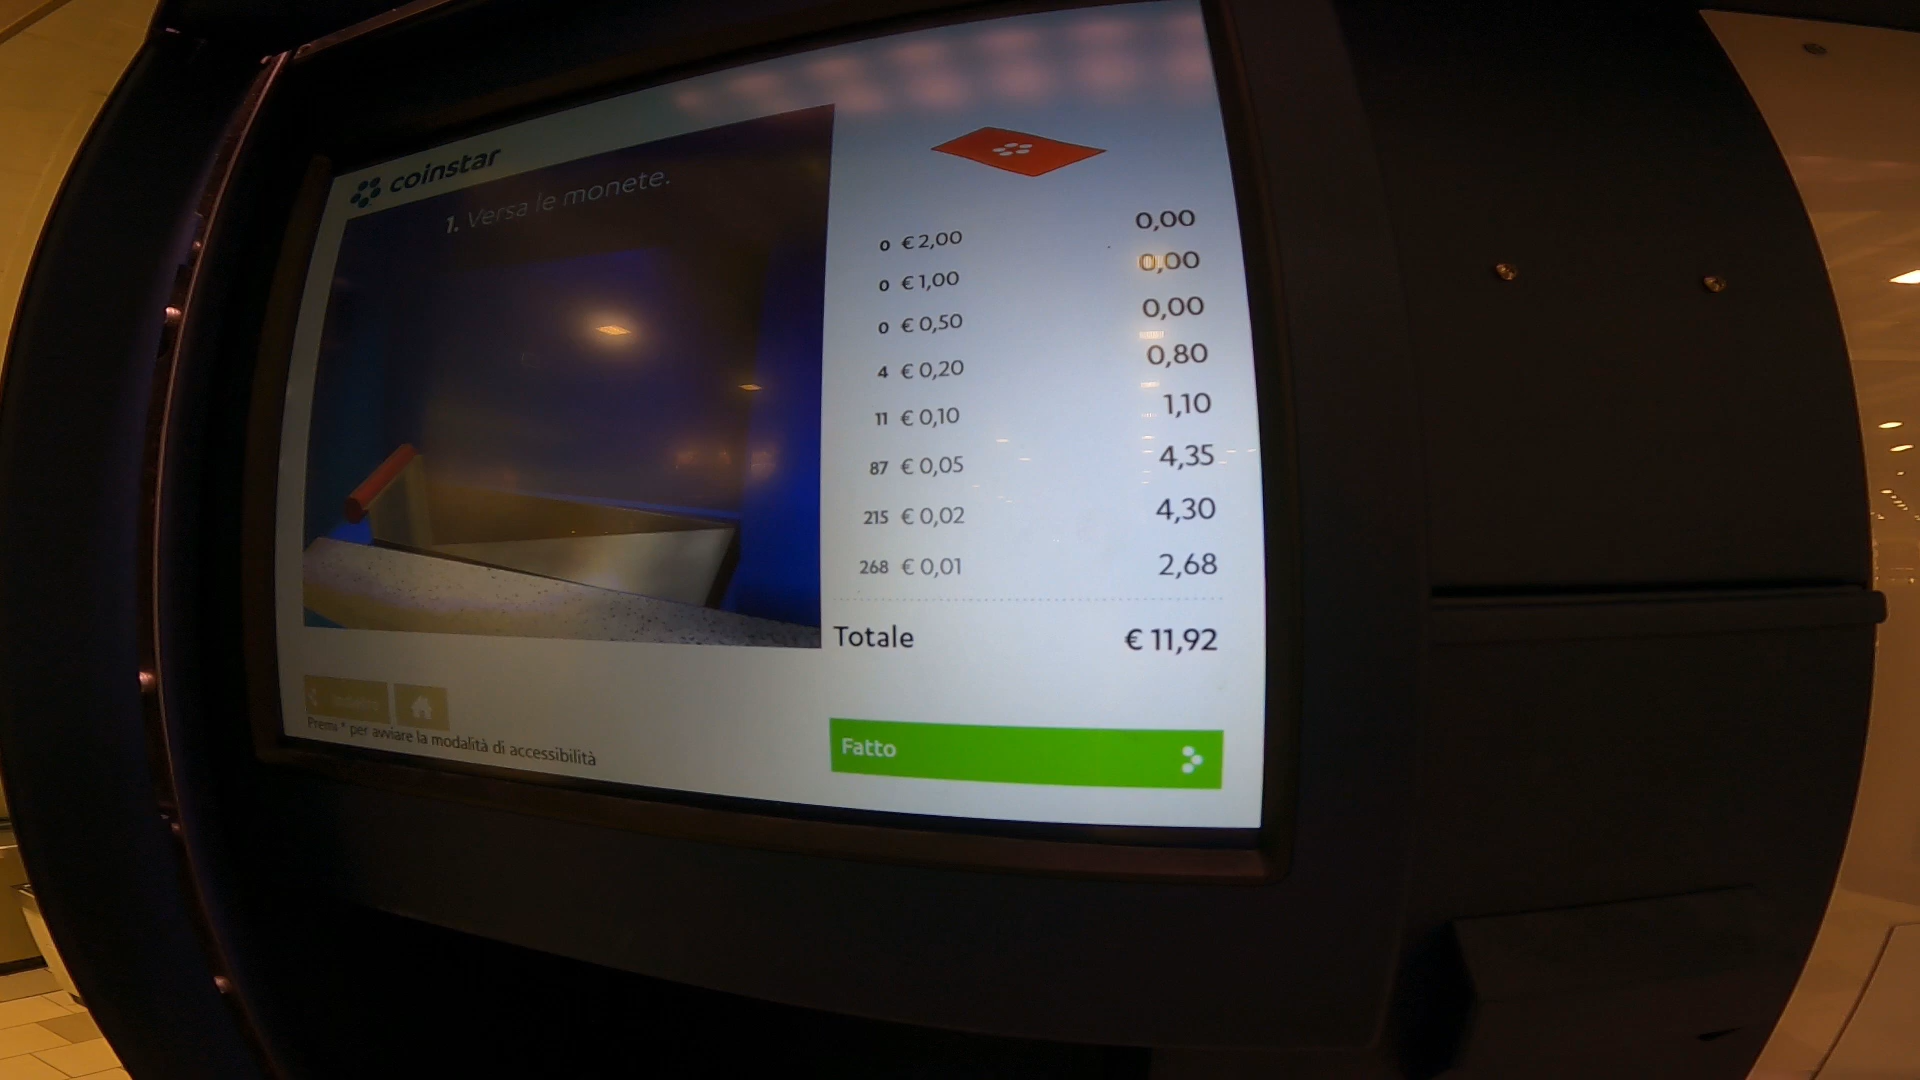 coinstar
1. Versa le monete.
0 € 2,00 0,00
0 € 1,00 0,00
0 € 0,50 0,00
4 € 0,20 0,80
11 € 0,10 1,10
87 € 0,05 4,35
215 € 0,02 4,30
268 € 0,01 2,68
Totale € 11,92
Fatto
Premi * per avviare la modalità di accessibilità